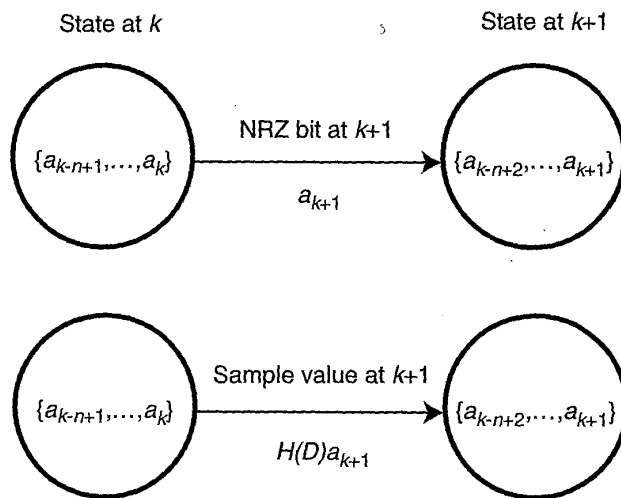 State at k
State at k+1
NRZ bit at k+1
{a_{k-n+1},...,a_k}
{a_{k-n+2},...,a_{k+1}}
a_{k+1}
Sample value at k+1
{a_{k-n+1},...,a_k}
{a_{k-n+2},...,a_{k+1}}
H(D)a_{k+1}